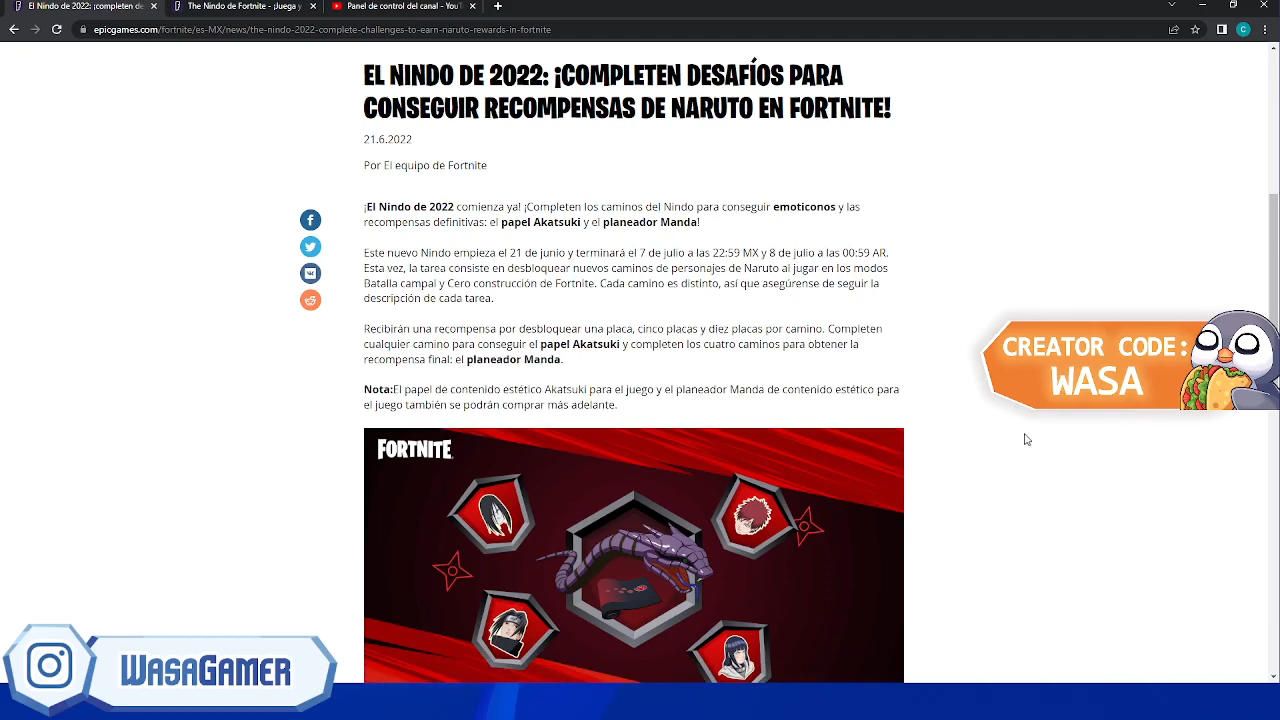 El Nindo de 2022: ¡completen de
The Nindo de Fortnite - Juega y
Panel de control del canal - YouT
epicgames.com/fortnite/es-MX/news/the-nindo-2022-complete-challenges-to-earn-naruto-rewards-in-fortnite
C
EL NINDO DE 2022: ¡COMPLETEN DESAFÍOS PARA
CONSEGUIR RECOMPENSAS DE NARUTO EN FORTNITE!
21.6.2022
Por El equipo de Fortnite
¡El Nindo de 2022 comienza ya! ¡Completen los caminos del Nindo para conseguir emoticonos y las
recompensas definitivas: el papel Akatsuki y el planeador Manda!
Este nuevo Nindo empieza el 21 de junio y terminará el 7 de julio a las 22:59 MX y 8 de julio a las 00:59 AR.
Esta vez, la tarea consiste en desbloquear nuevos caminos de personajes de Naruto al jugar en los modos
Batalla campal y Cero construcción de Fortnite. Cada camino es distinto, así que asegúrense de seguir la
descripción de cada tarea.
Recibirán una recompensa por desbloquear una placa, cinco placas y diez placas por camino. Completen
cualquier camino para conseguir el papel Akatsuki y completen los cuatro caminos para obtener la
recompensa final: el planeador Manda.
Nota:El papel de contenido estético Akatsuki para el juego y el planeador Manda de contenido estético para
el juego también se podrán comprar más adelante.
CREATOR CODE:
WASA
FORTNITE
WASAGAMER